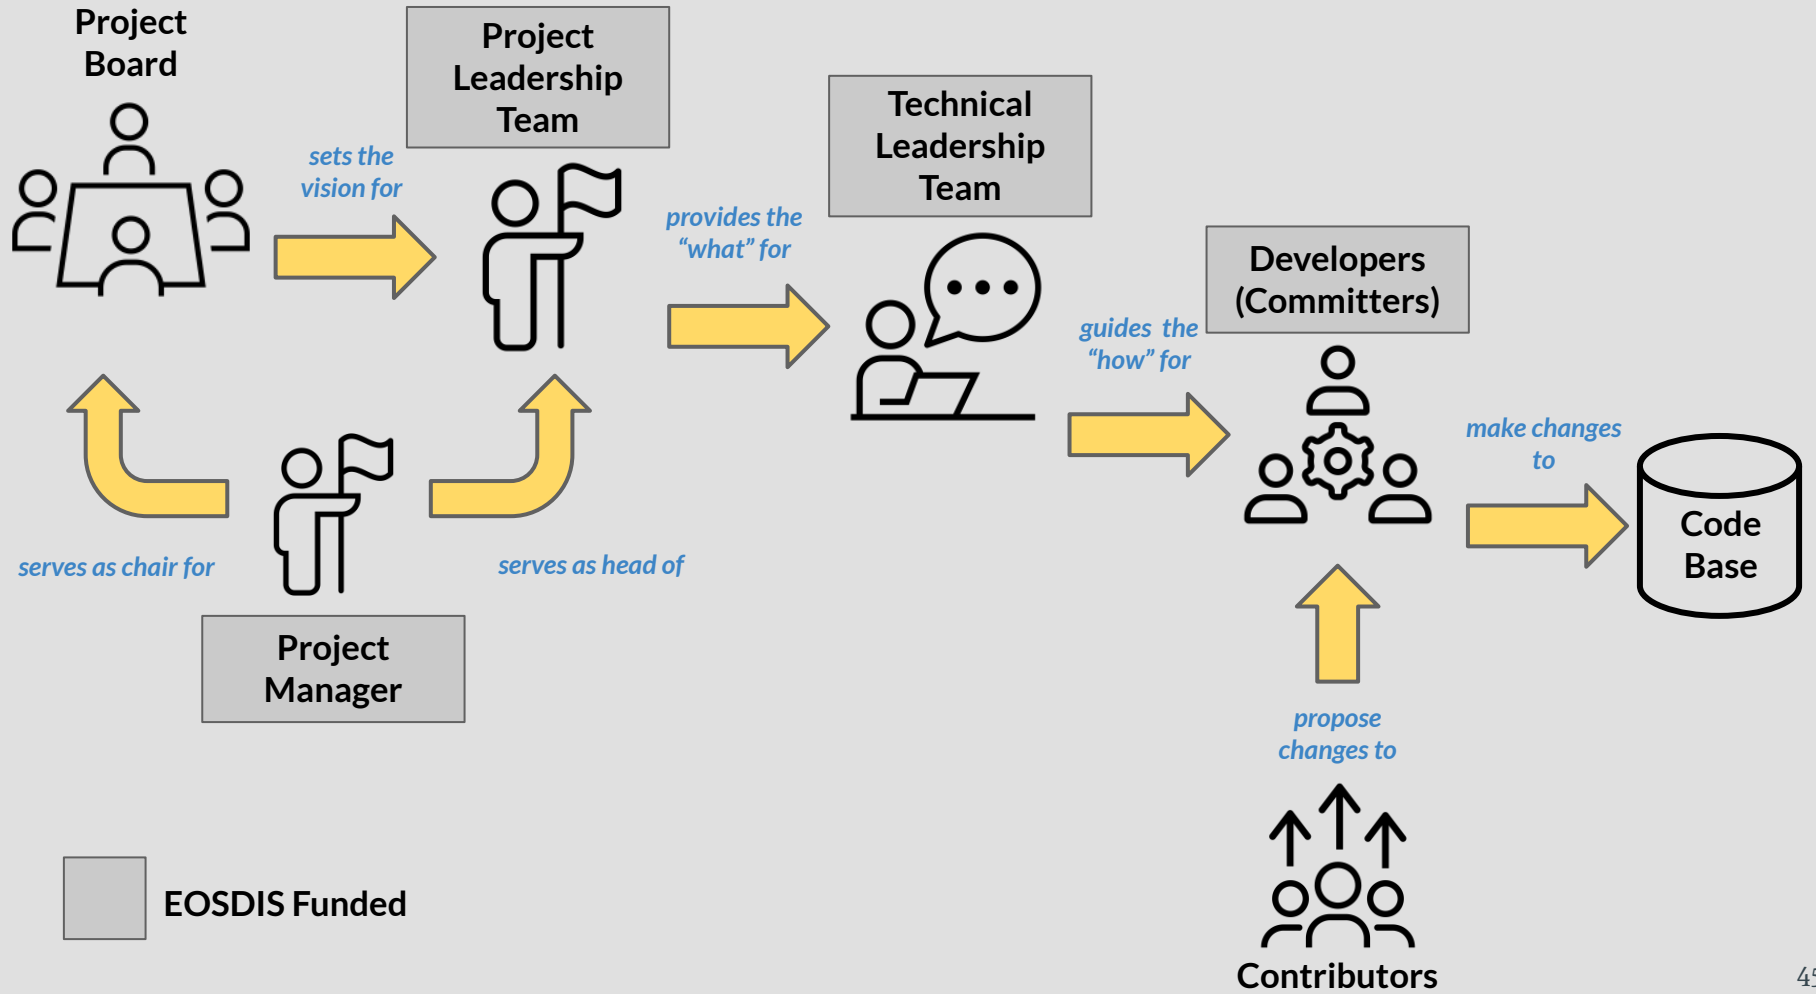 Project
Board
sets the
vision for
Project
Leadership
Team
provides the
“what” for
Technical
Leadership
Team
guides the
“how” for
Developers
(Committers)
make changes
to
Code
Base
serves as chair for
serves as head of
Project
Manager
propose
changes to
Contributors
EOSDIS Funded